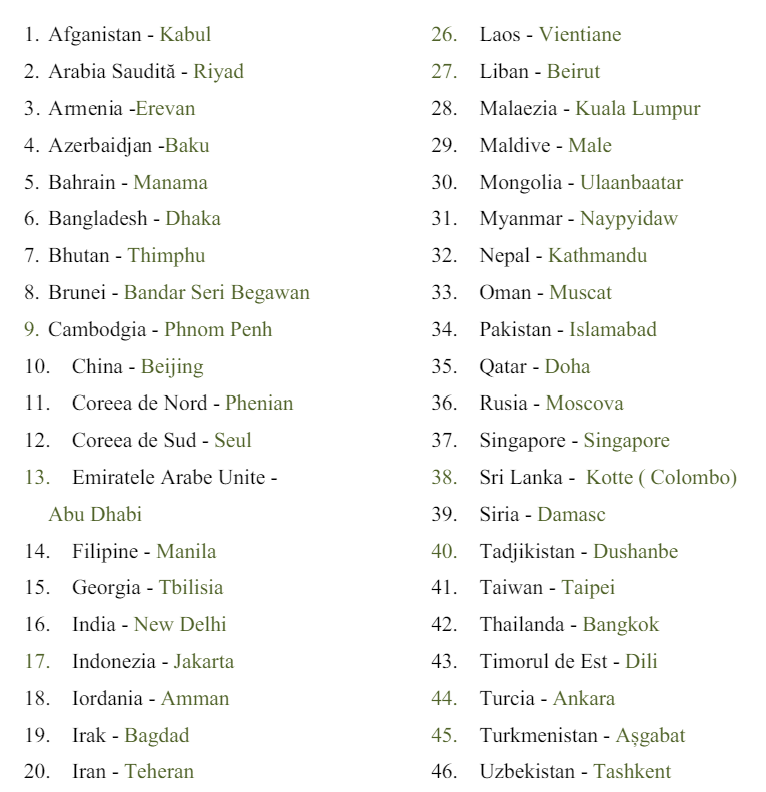 1. Afganistan - Kabul
2. Arabia Saudită - Riyad
3. Armenia -Erevan
4. Azerbaidjan -Baku
5. Bahrain - Manama
6. Bangladesh - Dhaka
7. Bhutan - Thimphu
8. Brunei - Bandar Seri Begawan
9. Cambodgia - Phnom Penh
10. China - Beijing
11. Coreea de Nord - Phenian
12. Coreea de Sud - Seul
13. Emiratele Arabe Unite -
Abu Dhabi
14. Filipine - Manila
15. Georgia - Tbilisia
16. India - New Delhi
17. Indonezia - Jakarta
18. Iordania - Amman
19. Irak - Bagdad
20. Iran - Teheran
26. Laos - Vientiane
27. Liban - Beirut
28. Malaezia - Kuala Lumpur
29. Maldive - Male
30. Mongolia - Ulaanbaatar
31. Myanmar - Naypyidaw
32. Nepal - Kathmandu
33. Oman - Muscat
34. Pakistan - Islamabad
35. Qatar - Doha
36. Rusia - Moscova
37. Singapore - Singapore
38. Sri Lanka - Kotte ( Colombo)
39. Siria - Damasc
40. Tadjikistan - Dushanbe
41. Taiwan - Taipei
42. Thailanda - Bangkok
43. Timorul de Est - Dili
44. Turcia - Ankara
45. Turkmenistan - Așgabat
46. Uzbekistan - Tashkent